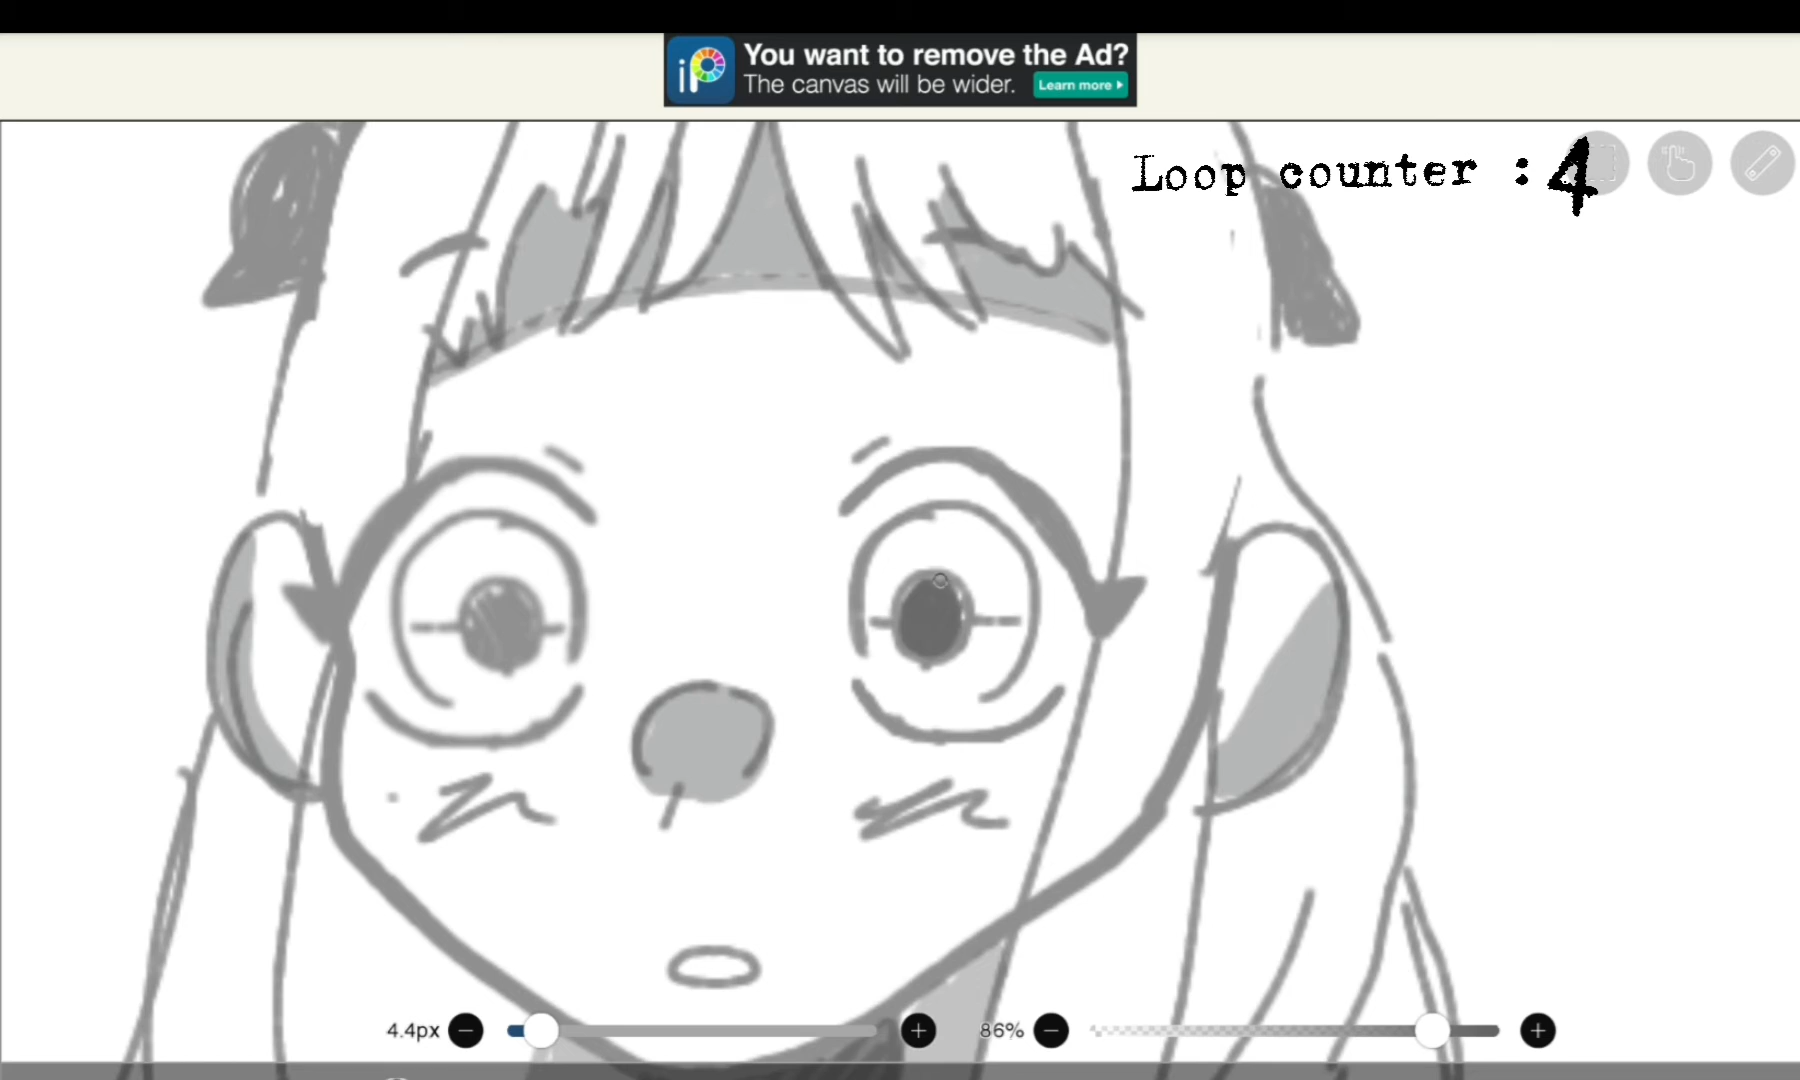 iP
You want to remove the Ad?
The canvas will be wider. Learn more
Loop counter : 4
4.4px
86%